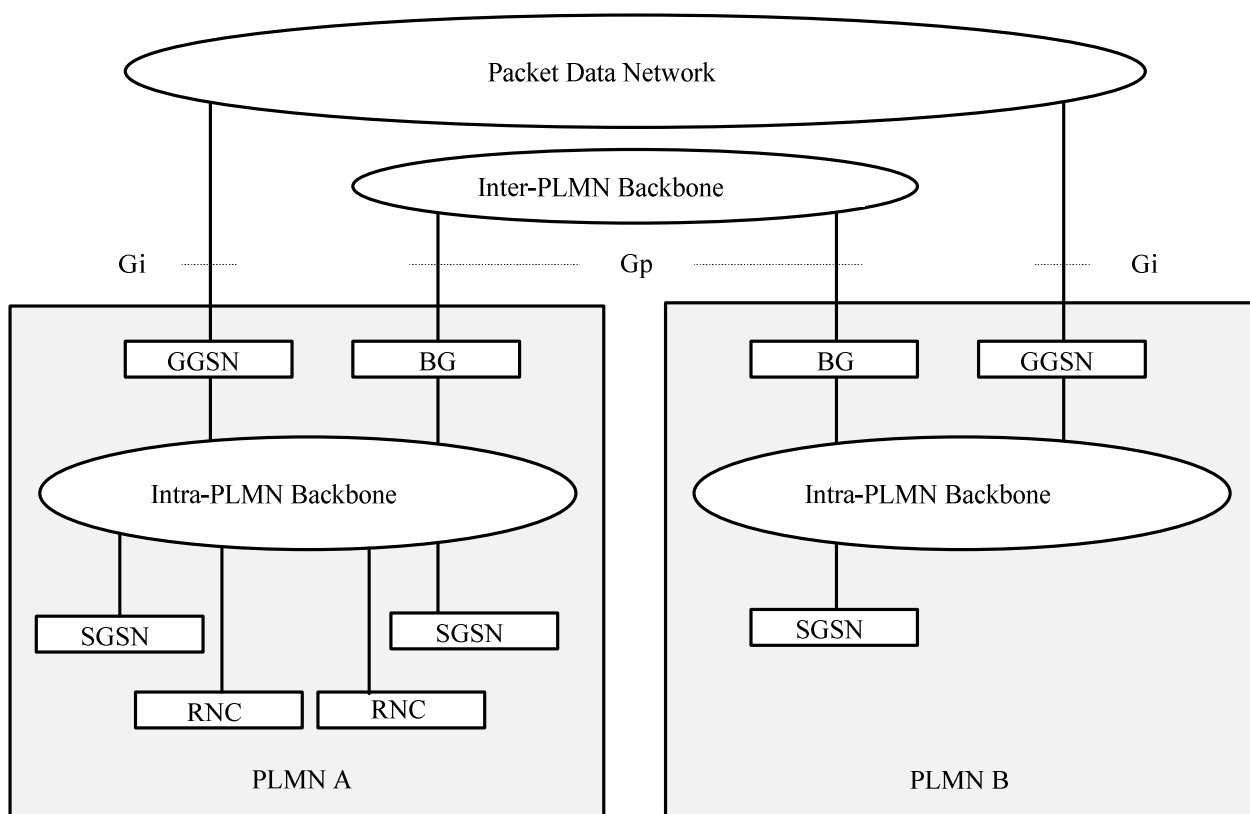 Packet Data Network
Inter-PLMN Backbone
Gi
Gp
Gi
GGSN
BG
BG
GGSN
Intra-PLMN Backbone
Intra-PLMN Backbone
SGSN
SGSN
SGSN
RNC
RNC
PLMN A
PLMN B